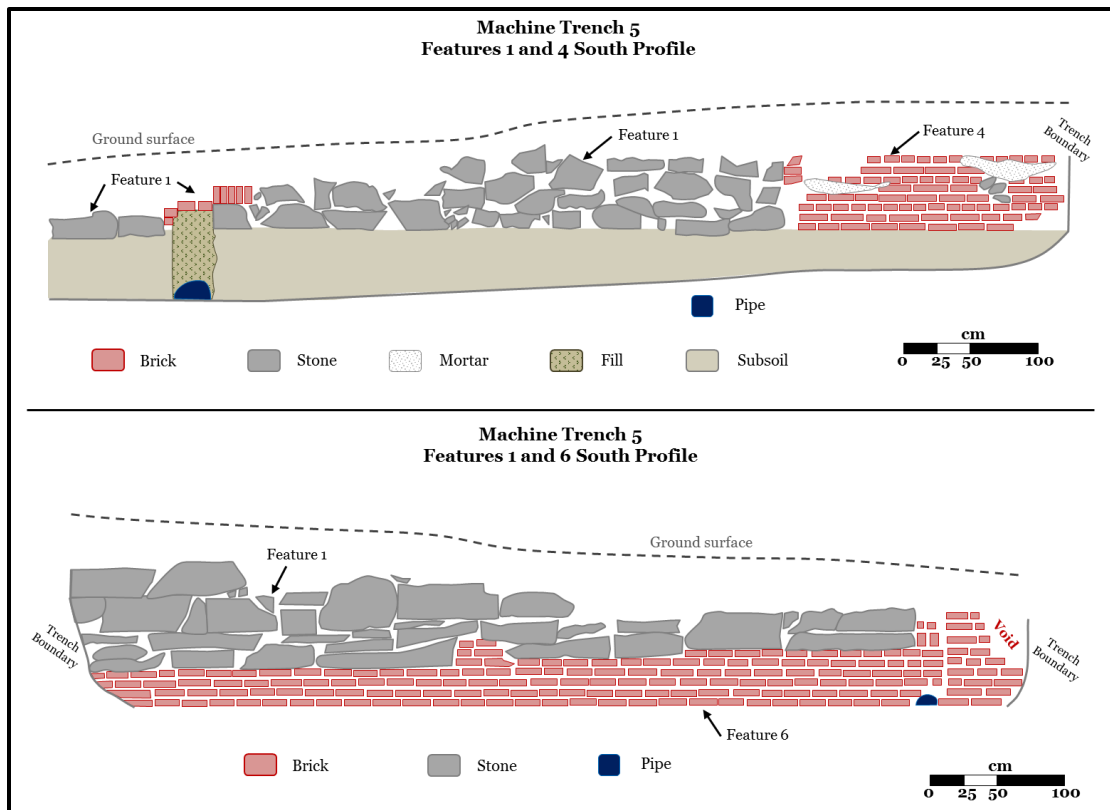 Machine Trench 5
Features 1 and 4 South Profile
Ground surface
Feature 1
Feature 4
Trench
Boundary
Feature 1
Pipe
cm
Brick
Stone
Mortar
Fill
Subsoil
0 25 50 100
Machine Trench 5
Features 1 and 6 South Profile
Ground surface
Feature 1
Trench
Boundary
Void
Trench
Boundary
Feature 6
Brick
Stone
Pipe
cm
0 25 50 100